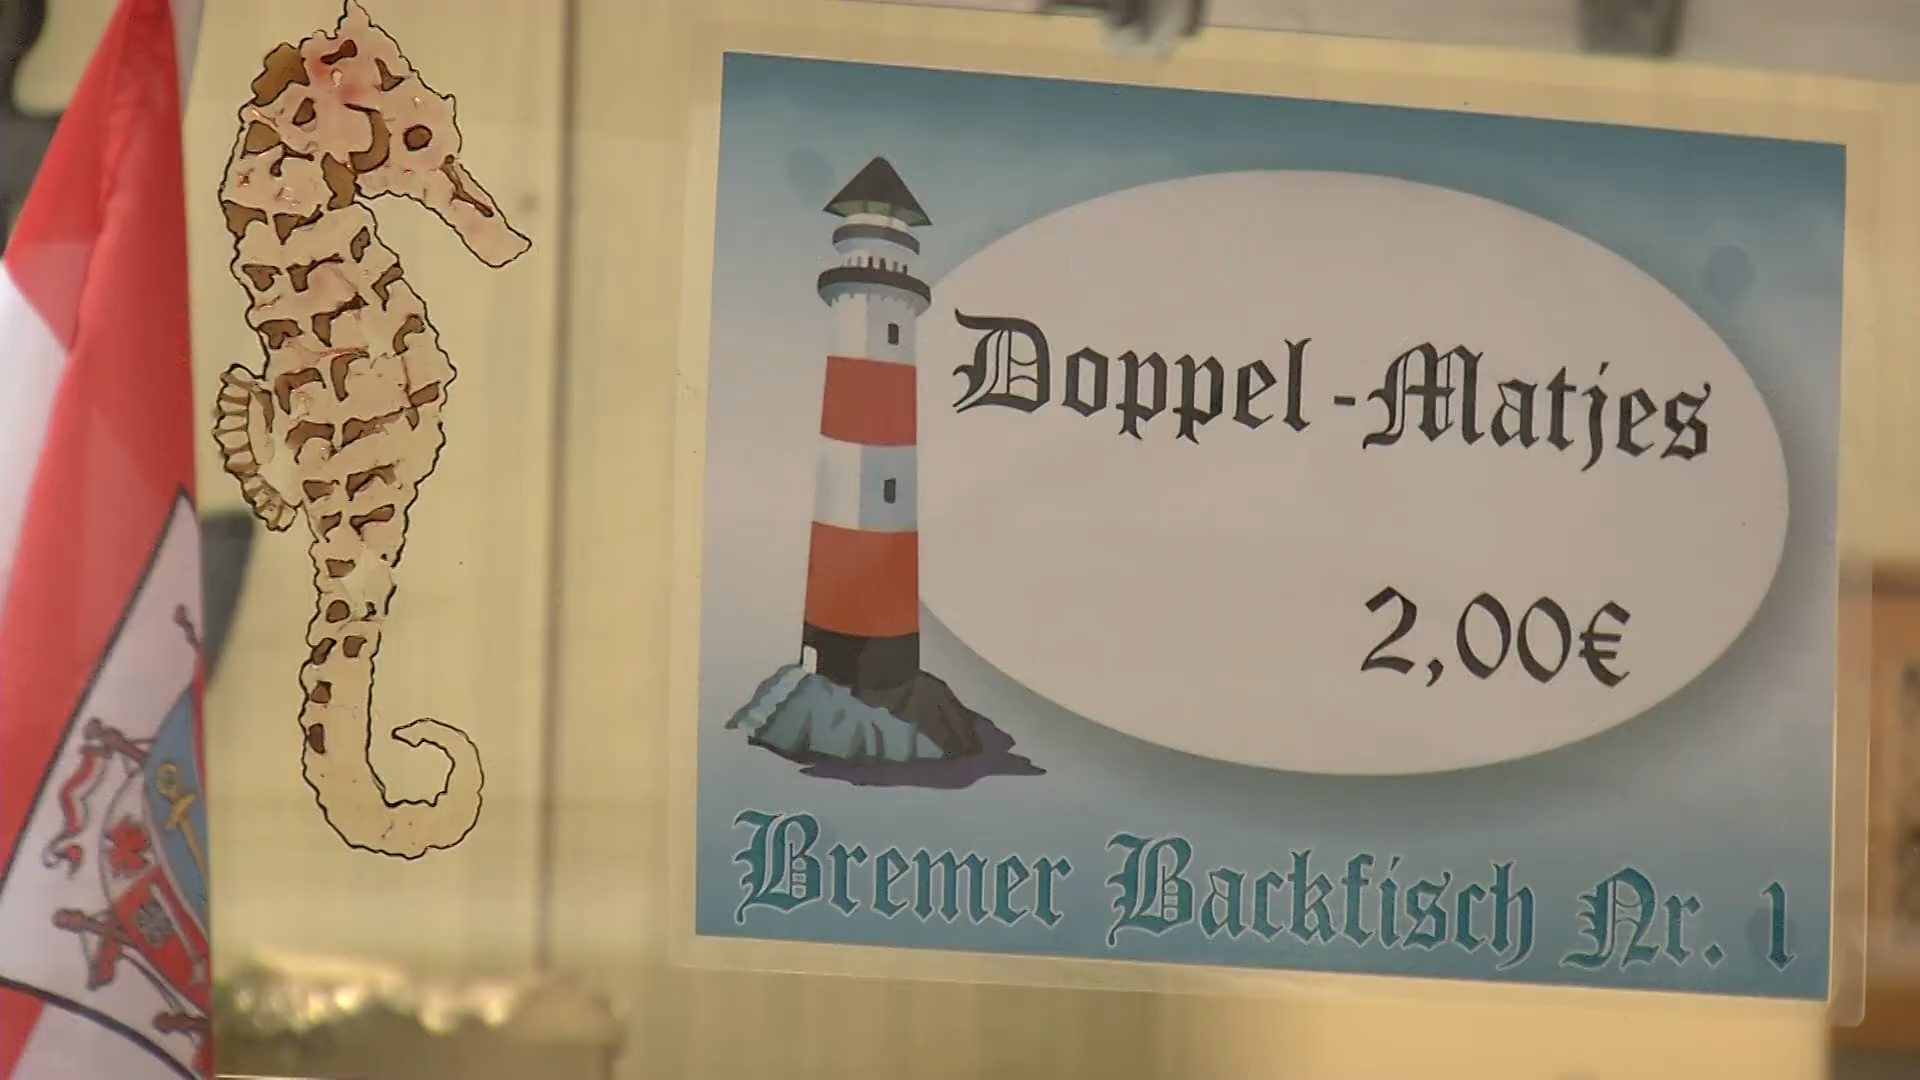 Doppel-Matjes
2,00€
Bremer Backfisch Nr. 1